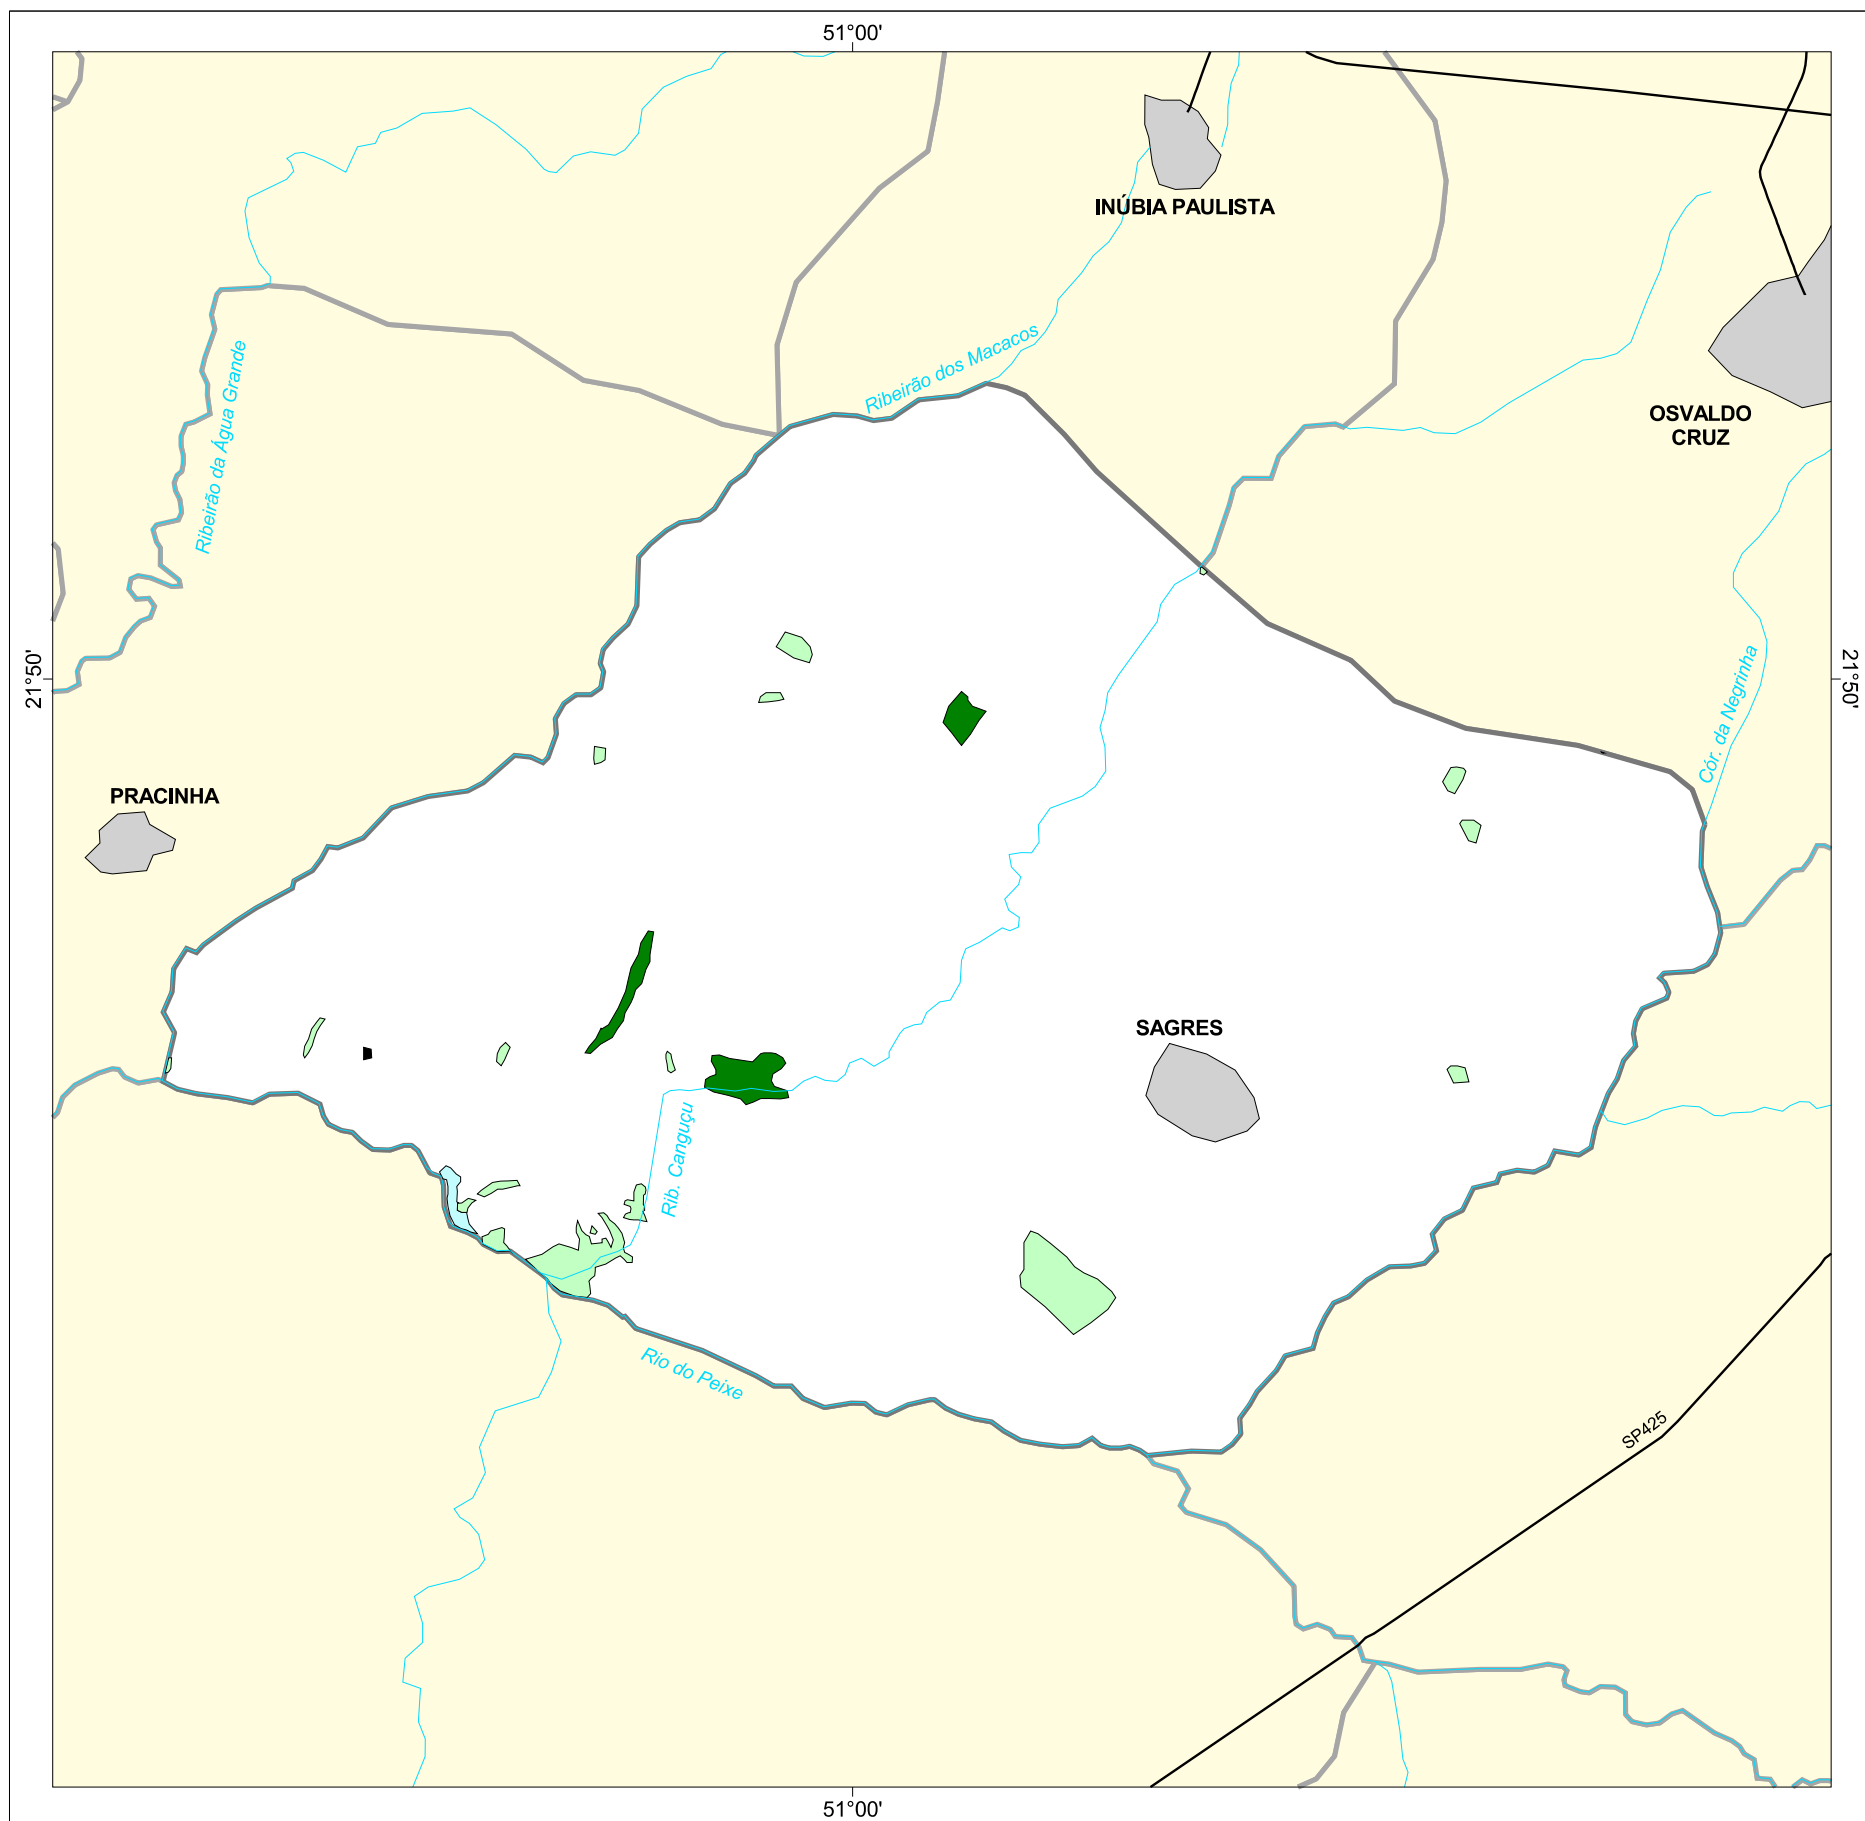 51°00'
INÚBIA PAULISTA
Ribeirão dos Macacos
Ribeirão da Água Grande
OSVALDO
CRUZ
21°50'
21°50'
Cór. da Negrinha
PRACINHA
SAGRES
Rib. Canguçu
Rio do Peixe
SP425
51°00'